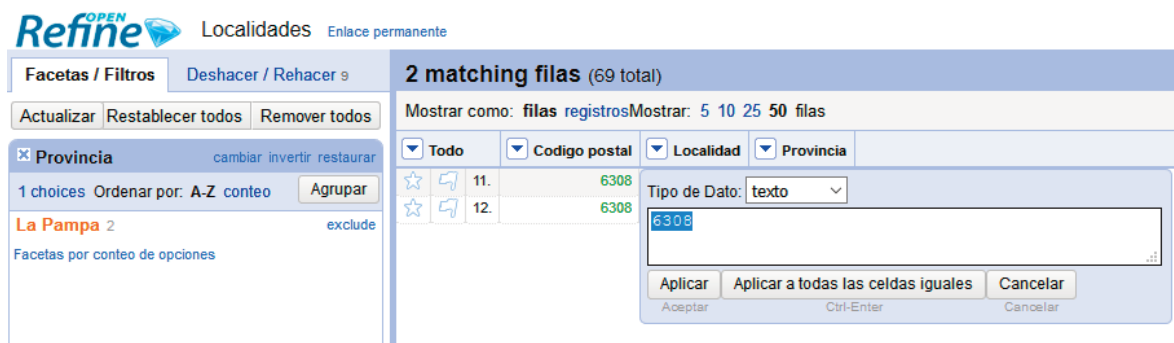 OPEN
Refine Localidades Enlace permanente
Facetas / Filtros Deshacer / Rehacer 9
Actualizar Restablecer todos Remover todos
Provincia cambiar invertir restaurar
1 choices Ordenar por: A-Z conteo Agrupar
La Pampa 2 exclude
Facetas por conteo de opciones
2 matching filas (69 total)
Mostrar como: filas registrosMostrar: 5 10 25 50 filas
Todo Codigo postal Localidad Provincia
11. 6308
12. 6308
Tipo de Dato: texto
6308
Aplicar Aplicar a todas las celdas iguales Cancelar
Aceptar Ctrl-Enter Cancelar